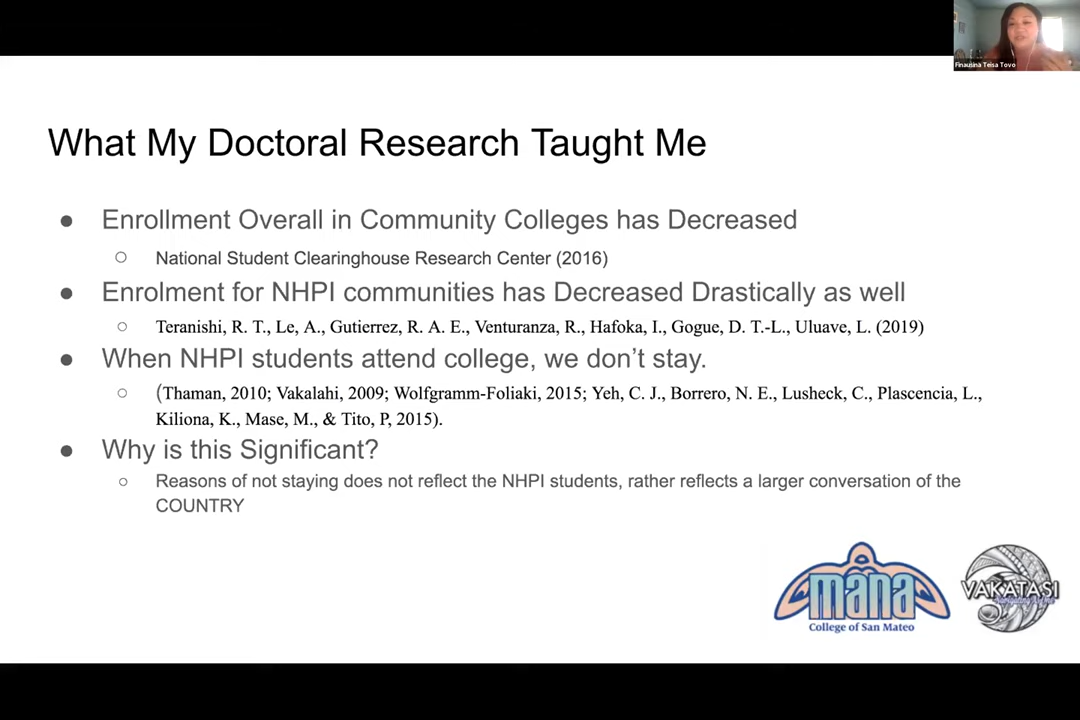 Finausina Teisa Tovo
What My Doctoral Research Taught Me
● Enrollment Overall in Community Colleges has Decreased
○ National Student Clearinghouse Research Center (2016)
● Enrolment for NHPI communities has Decreased Drastically as well
○ Teranishi, R. T., Le, A., Gutierrez, R. A. E., Venturanza, R., Hafoka, I., Gogue, D. T.-L., Uluave, L. (2019)
● When NHPI students attend college, we don’t stay.
○ (Thaman, 2010; Vakalahi, 2009; Wolfgramm-Foliaki, 2015; Yeh, C. J., Borrero, N. E., Lusheck, C., Plascencia, L.,
Kiliona, K., Mase, M., & Tito, P, 2015).
● Why is this Significant?
○ Reasons of not staying does not reflect the NHPI students, rather reflects a larger conversation of the
COUNTRY
mana
College of San Mateo
VAKATASI